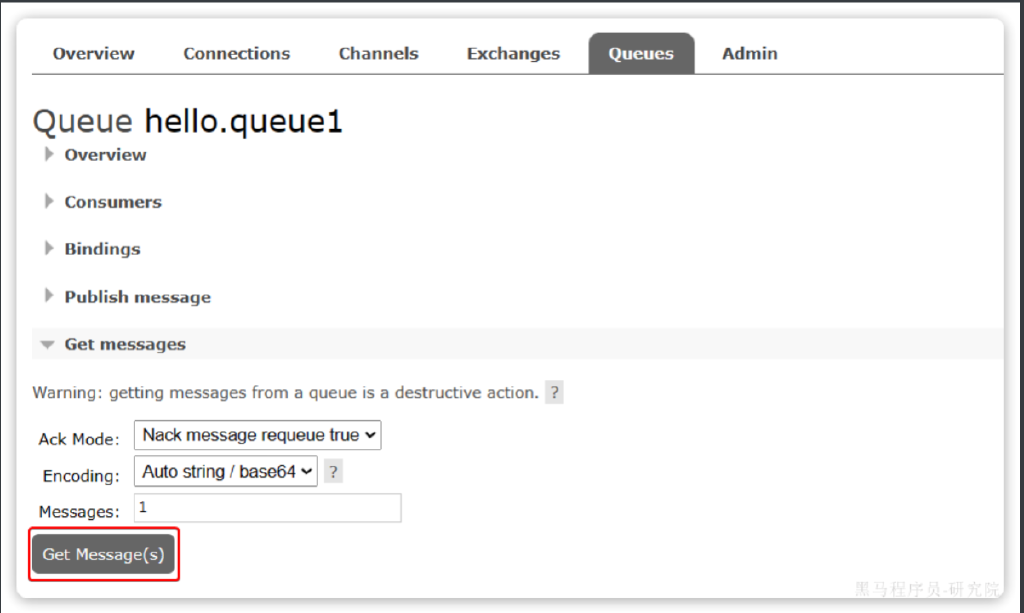 Overview Connections Channels Exchanges Queues Admin
Queue hello.queue1
Overview
Consumers
Bindings
Publish message
Get messages
Warning: getting messages from a queue is a destructive action. ?
Ack Mode: Nack message requeue true
Encoding: Auto string / base64 ?
Messages: 1
Get Message(s)
黑马程序员-研究院